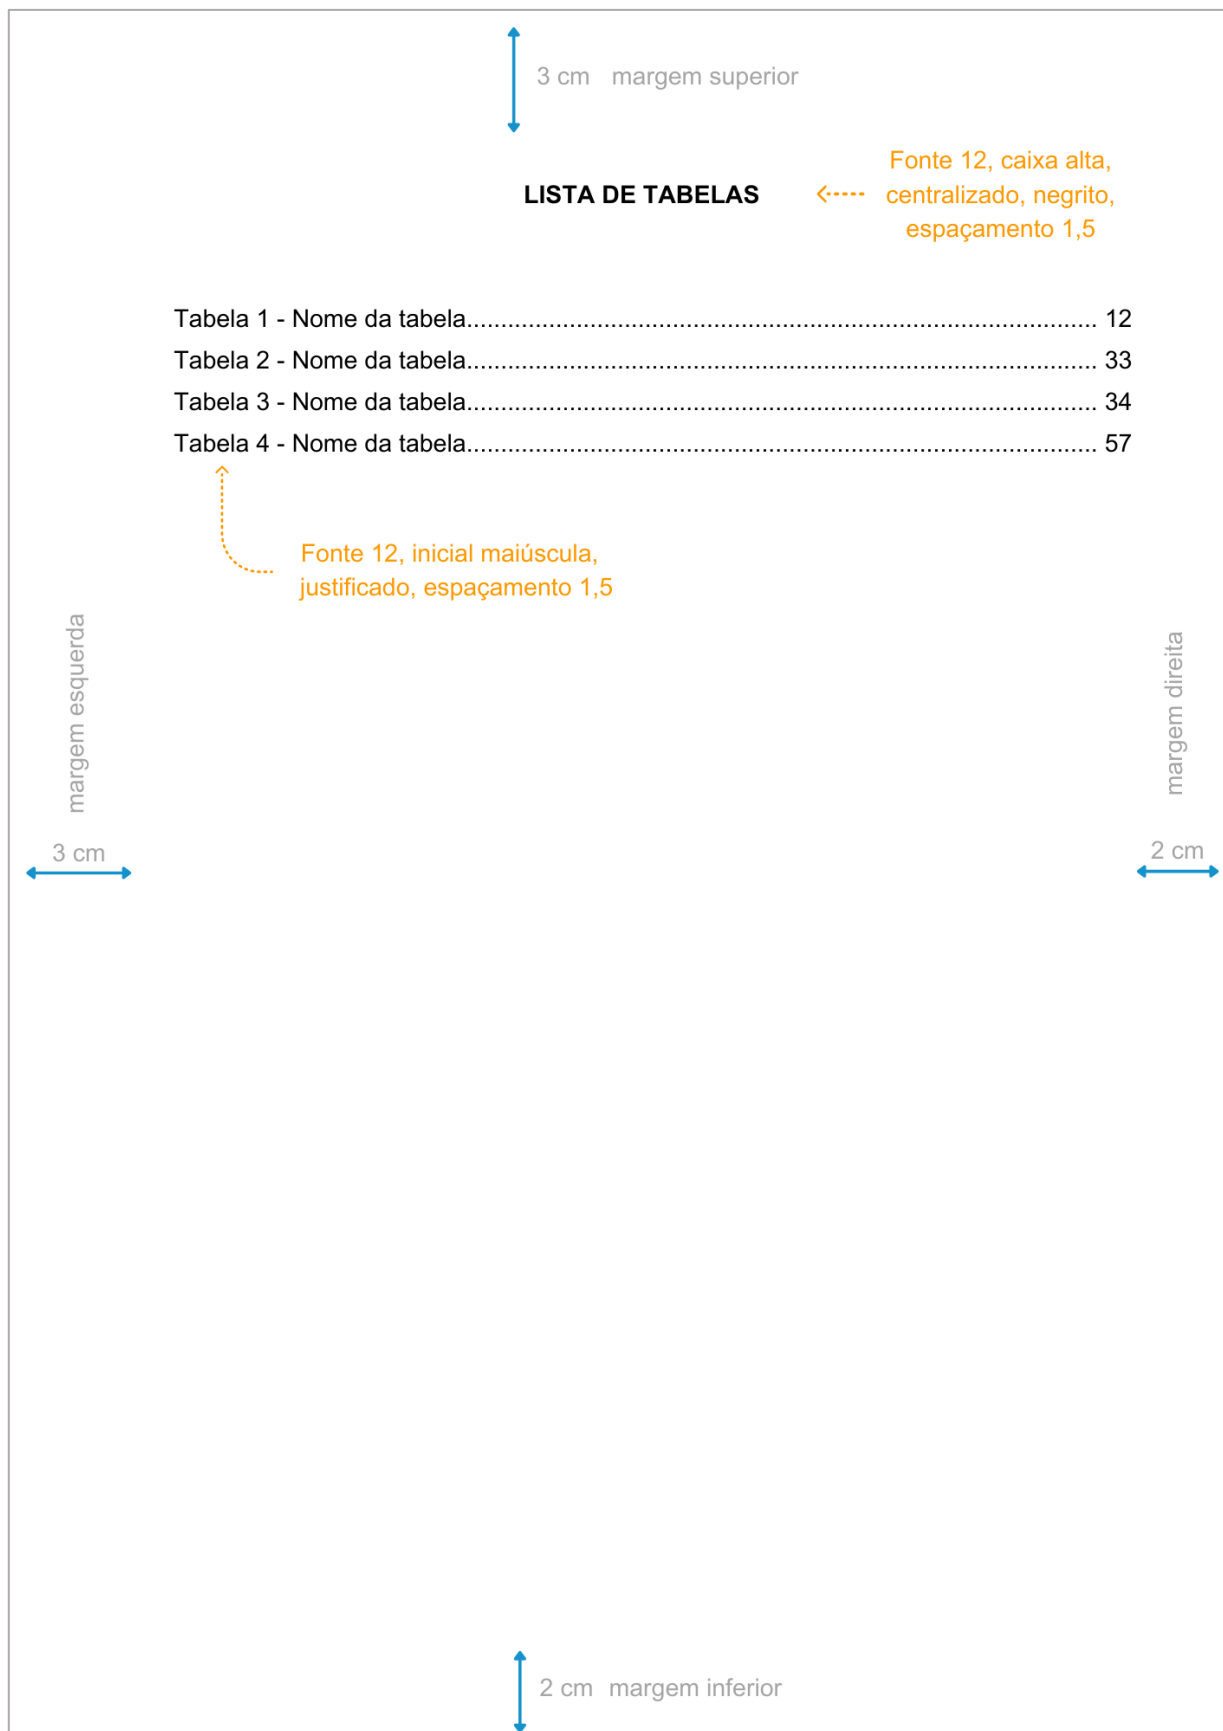 3 cm margem superior
Fonte 12, caixa alta,
LISTA DE TABELAS
centralizado, negrito,
espaçamento 1,5
Tabela 1 - Nome da tabela............................................................................................ 12
Tabela 2 - Nome da tabela............................................................................................ 33
Tabela 3 - Nome da tabela............................................................................................ 34
Tabela 4 - Nome da tabela............................................................................................ 57
Fonte 12, inicial maiúscula,
justificado, espaçamento 1,5
margem esquerda
3 cm
margem direita
2 cm
2 cm margem inferior